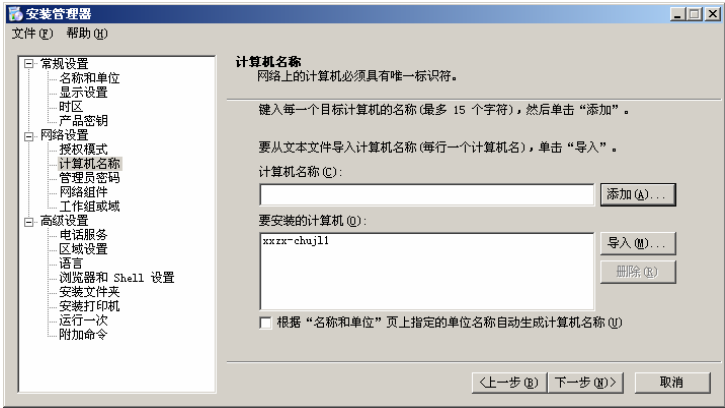 安装管理器
文件(F) 帮助(H)
常规设置
名称和单位
显示设置
时区
产品密钥
网络设置
授权模式
计算机名称
管理员密码
网络组件
工作组或域
高级设置
电话服务
区域设置
语言
浏览器和 Shell 设置
安装文件夹
安装打印机
运行一次
附加命令
计算机名称
网络上的计算机必须具有唯一标识符。
键入每一个目标计算机的名称(最多 15 个字符),然后单击“添加”。
要从文本文件导入计算机名称(每行一个计算机名),单击“导入”。
计算机名称(C):
添加(A)...
要安装的计算机(O):
xxzx-chujl1
导入(M)...
删除(R)
根据“名称和单位”页上指定的单位名称自动生成计算机名称(U)
<上一步(B) 下一步(N)> 取消